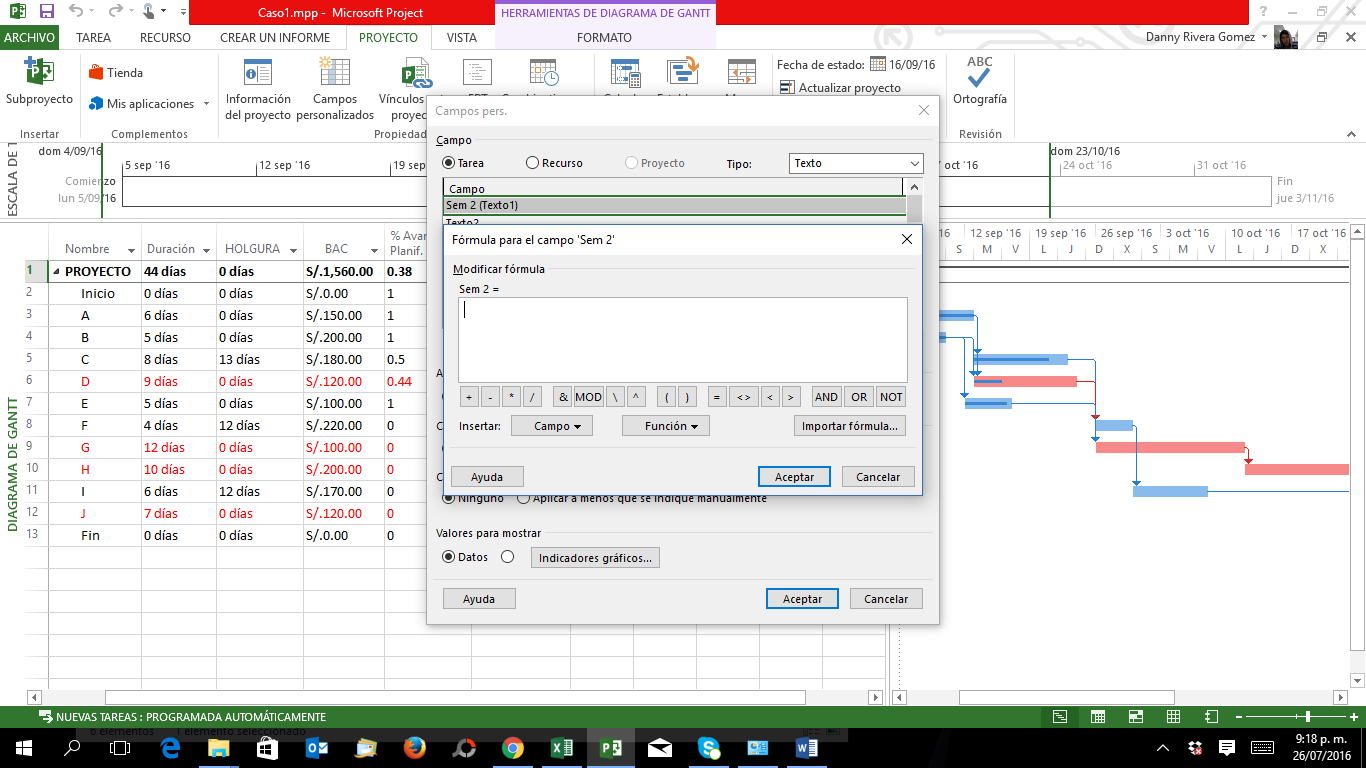 Caso1.mpp - Microsoft Project
HERRAMIENTAS DE DIAGRAMA DE GANTT
ARCHIVO TAREA RECURSO CREAR UN INFORME PROYECTO VISTA FORMATO
Danny Rivera Gomez
Subproyecto
Tienda
Mis aplicaciones
Información del proyecto
Campos personalizados
Vínculos
Fecha de estado: 16/09/16
Actualizar proyecto
ABC
Ortografía
Insertar
Complementos
Revisión
dom 4/09/16
dom 23/10/16
5 sep '16
12 sep '16
24 oct '16
31 oct '16
Comienzo
lun 5/09/16
Fin
jue 3/11/16
DIAGRAMA DE GANTT
Campos pers.
Campo
Tarea Recurso Proyecto Tipo: Texto
Campo
Sem 2 (Texto1)
Texto2
Fórmula para el campo 'Sem 2'
Modificar fórmula
Sem 2 =
+ - * / & MOD \ ^ ( ) = <> < > AND OR NOT
Insertar: Campo Función Importar fórmula...
Ayuda Aceptar Cancelar
Ninguno Aplicar a menos que se indique manualmente
Valores para mostrar
Datos Indicadores gráficos...
Ayuda Aceptar Cancelar
Nombre Duración HOLGURA BAC % Avan Planif.
1 PROYECTO 44 días 0 días S/.1,560.00 0.38
2 Inicio 0 días 0 días S/.0.00 1
3 A 6 días 0 días S/.150.00 1
4 B 5 días 0 días S/.200.00 1
5 C 8 días 13 días S/.180.00 0.5
6 D 9 días 0 días S/.120.00 0.44
7 E 5 días 0 días S/.100.00 1
8 F 4 días 12 días S/.220.00 0
9 G 12 días 0 días S/.100.00 0
10 H 10 días 0 días S/.200.00 0
11 I 6 días 12 días S/.170.00 0
12 J 7 días 0 días S/.120.00 0
13 Fin 0 días 0 días S/.0.00 0
12 sep '16 19 sep '16 26 sep '16 3 oct '16 10 oct '16 17 oct '16
S M V L J S M V L J S D X
NUEVAS TAREAS : PROGRAMADA AUTOMÁTICAMENTE
6 elementos 1 elemento seleccionado
9:18 p. m.
26/07/2016